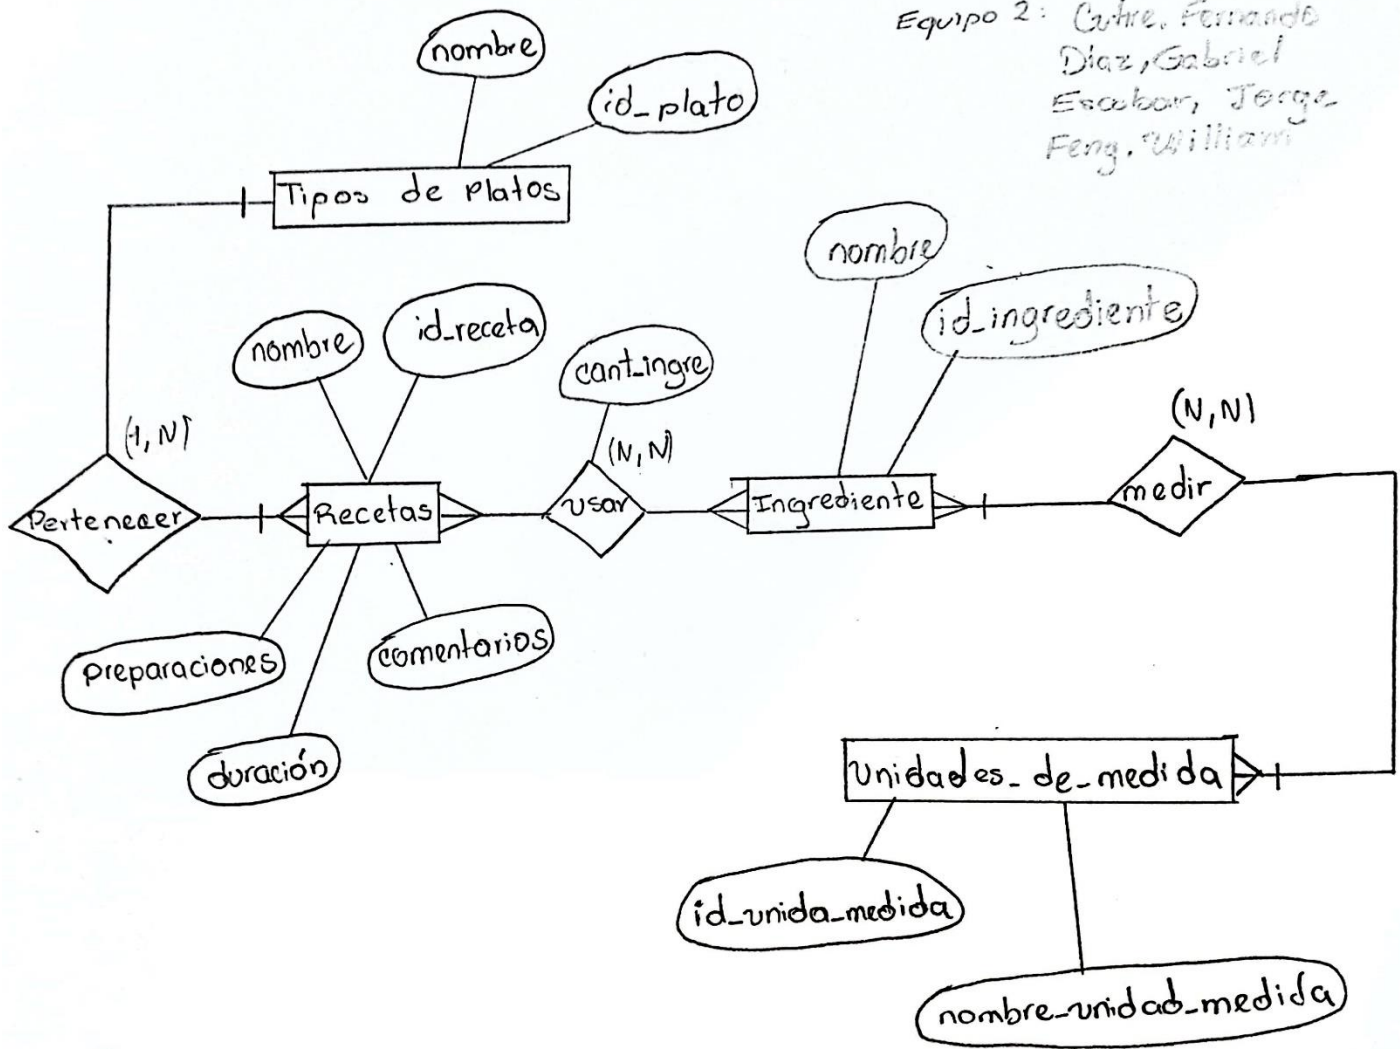 Equipo 2: Cutire, Fernando
Diaz, Gabriel
Escobar, Jorge
Feng, William
nombre
id_plato
Tipos de Platos
nombre
id_ingrediente
nombre
id_receta
cant_ingre
(1, N)
(N, N)
(N, N)
Pertenecer
Recetas
usar
Ingrediente
medir
preparaciones
comentarios
duración
Unidades_de_medida
id_unida_medida
nombre_unidad_medida